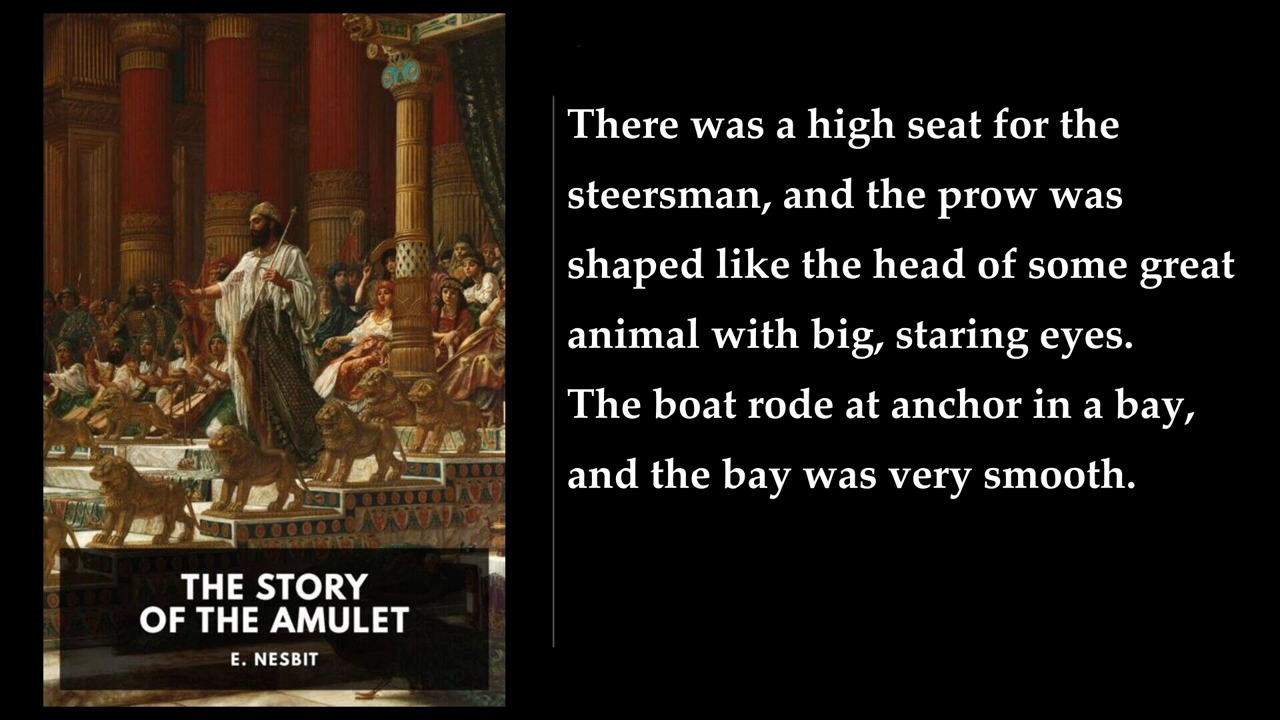 There was a high seat for the
steersman, and the prow was
shaped like the head of some great
animal with big, staring eyes.
The boat rode at anchor in a bay,
and the bay was very smooth.
THE STORY
OF THE AMULET
E. NESBIT